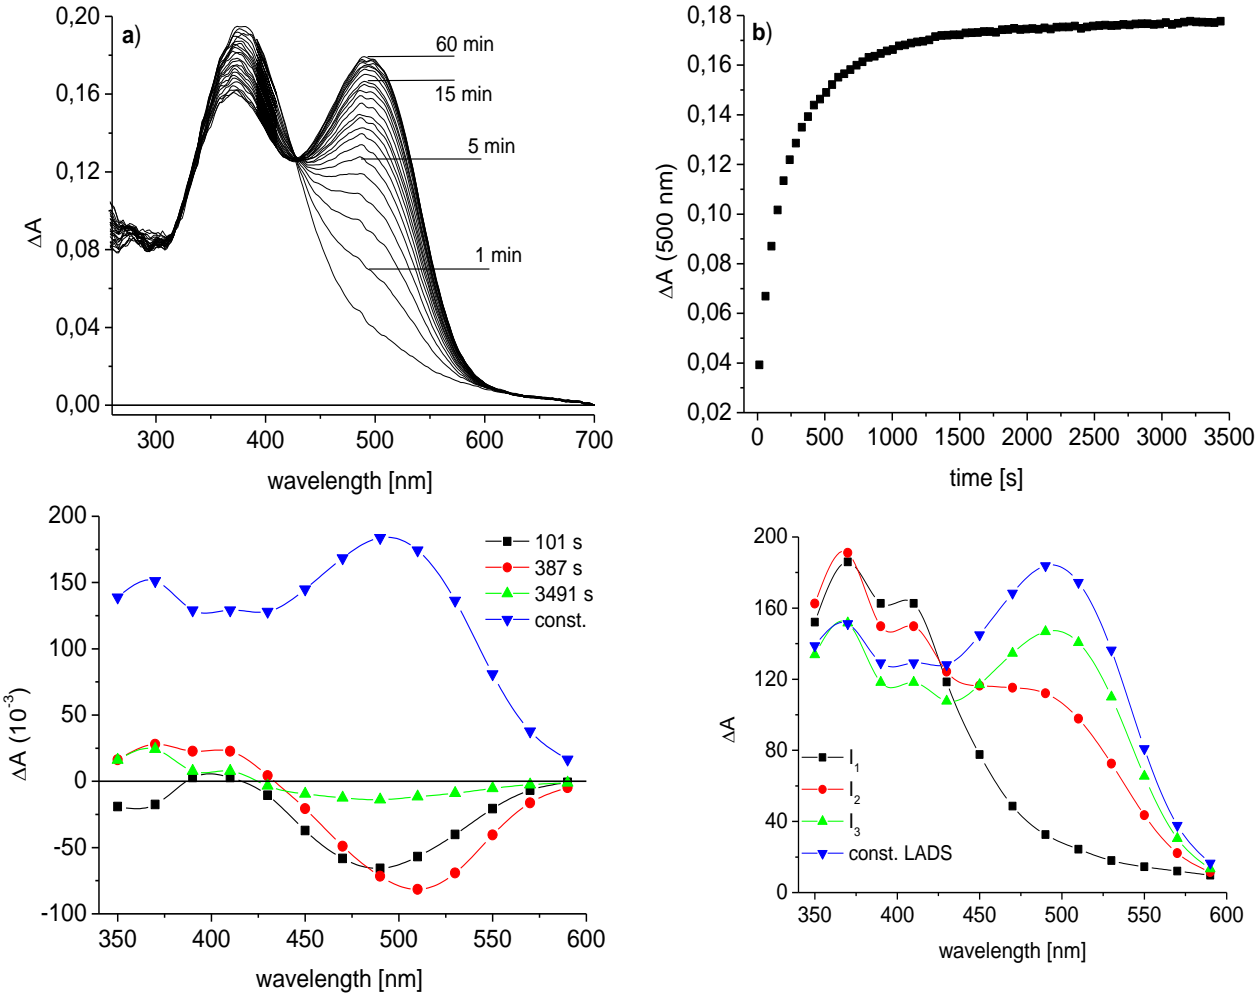 a)
0,20
0,16
0,12
0,08
0,04
0,00
ΔA
60 min
15 min
5 min
1 min
300 400 500 600 700
wavelength [nm]
b)
0,18
0,16
0,14
0,12
0,10
0,08
0,06
0,04
0,02
ΔA (500 nm)
0 500 1000 1500 2000 2500 3000 3500
time [s]
200
150
100
50
0
-50
-100
ΔA (10⁻³)
101 s
387 s
3491 s
const.
350 400 450 500 550 600
wavelength [nm]
200
160
120
80
40
0
ΔA
I₁
I₂
I₃
const. LADS
350 400 450 500 550 600
wavelength [nm]